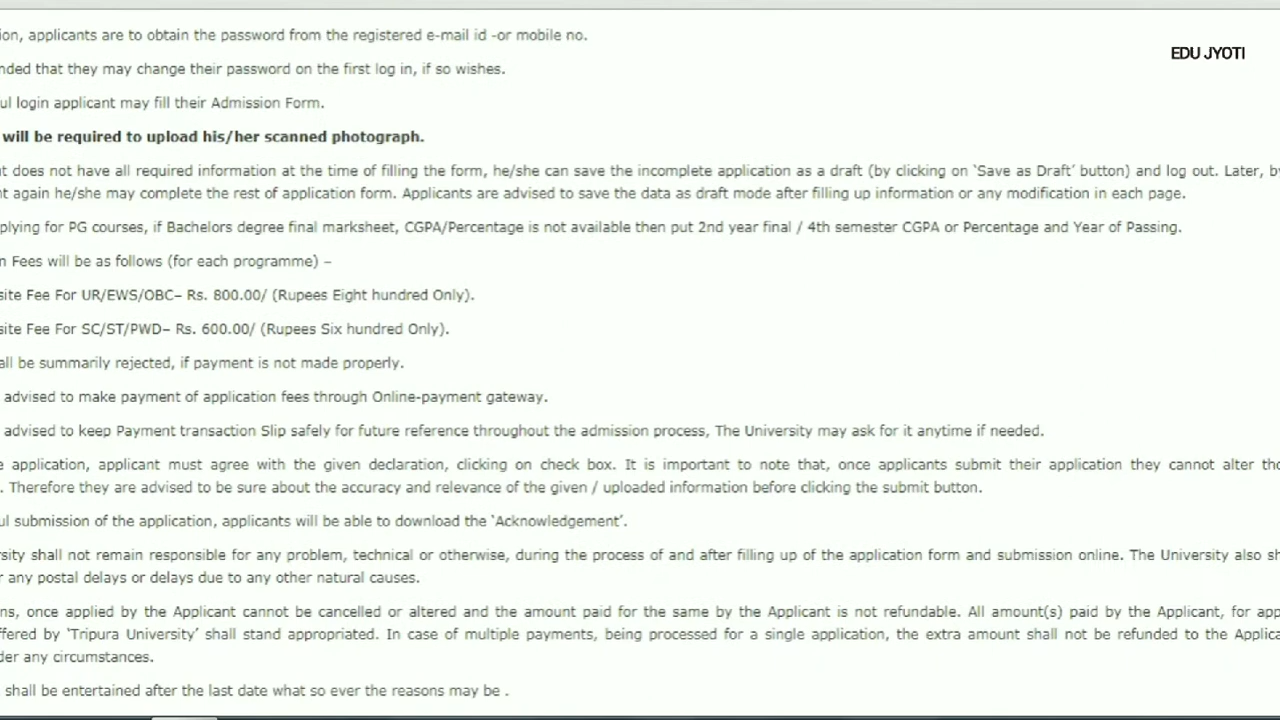 ion, applicants are to obtain the password from the registered e-mail id -or mobile no.
EDU JYOTI
nded that they may change their password on the first log in, if so wishes.
ul login applicant may fill their Admission Form.
will be required to upload his/her scanned photograph.
t does not have all required information at the time of filling the form, he/she can save the incomplete application as a draft (by clicking on ‘Save as Draft’ button) and log out. Later, by
nt again he/she may complete the rest of application form. Applicants are advised to save the data as draft mode after filling up information or any modification in each page.
plying for PG courses, if Bachelors degree final marksheet, CGPA/Percentage is not available then put 2nd year final / 4th semester CGPA or Percentage and Year of Passing.
n Fees will be as follows (for each programme) –
site Fee For UR/EWS/OBC– Rs. 800.00/ (Rupees Eight hundred Only).
site Fee For SC/ST/PWD– Rs. 600.00/ (Rupees Six hundred Only).
all be summarily rejected, if payment is not made properly.
advised to make payment of application fees through Online-payment gateway.
advised to keep Payment transaction Slip safely for future reference throughout the admission process, The University may ask for it anytime if needed.
e application, applicant must agree with the given declaration, clicking on check box. It is important to note that, once applicants submit their application they cannot alter tho
. Therefore they are advised to be sure about the accuracy and relevance of the given / uploaded information before clicking the submit button.
ul submission of the application, applicants will be able to download the ‘Acknowledgement’.
rsity shall not remain responsible for any problem, technical or otherwise, during the process of and after filling up of the application form and submission online. The University also sh
r any postal delays or delays due to any other natural causes.
ns, once applied by the Applicant cannot be cancelled or altered and the amount paid for the same by the Applicant is not refundable. All amount(s) paid by the Applicant, for app
ffered by ‘Tripura University’ shall stand appropriated. In case of multiple payments, being processed for a single application, the extra amount shall not be refunded to the Applica
der any circumstances.
shall be entertained after the last date what so ever the reasons may be .